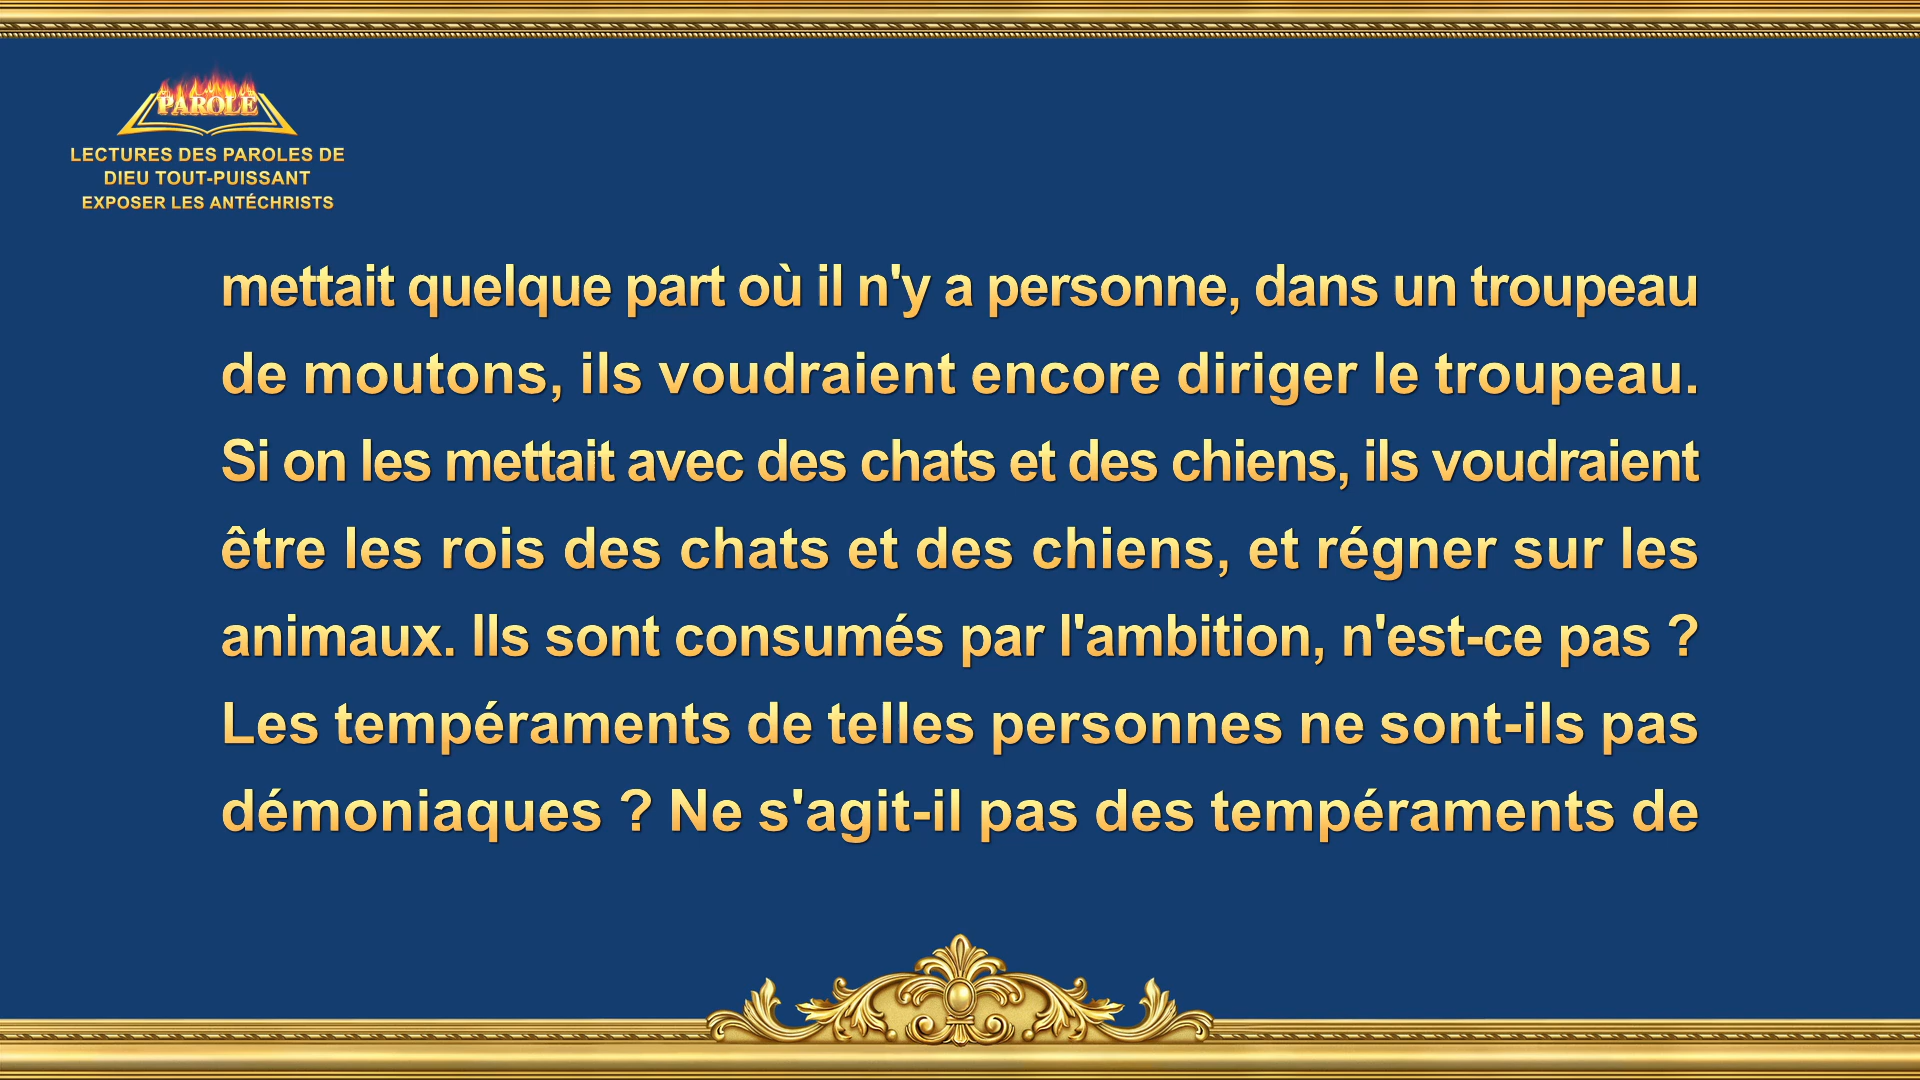 PAROLE
LECTURES DES PAROLES DE
DIEU TOUT-PUISSANT
EXPOSER LES ANTÉCHRISTS
mettait quelque part où il n'y a personne, dans un troupeau
de moutons, ils voudraient encore diriger le troupeau.
Si on les mettait avec des chats et des chiens, ils voudraient
être les rois des chats et des chiens, et régner sur les
animaux. Ils sont consumés par l'ambition, n'est-ce pas ?
Les tempéraments de telles personnes ne sont-ils pas
démoniaques ? Ne s'agit-il pas des tempéraments de